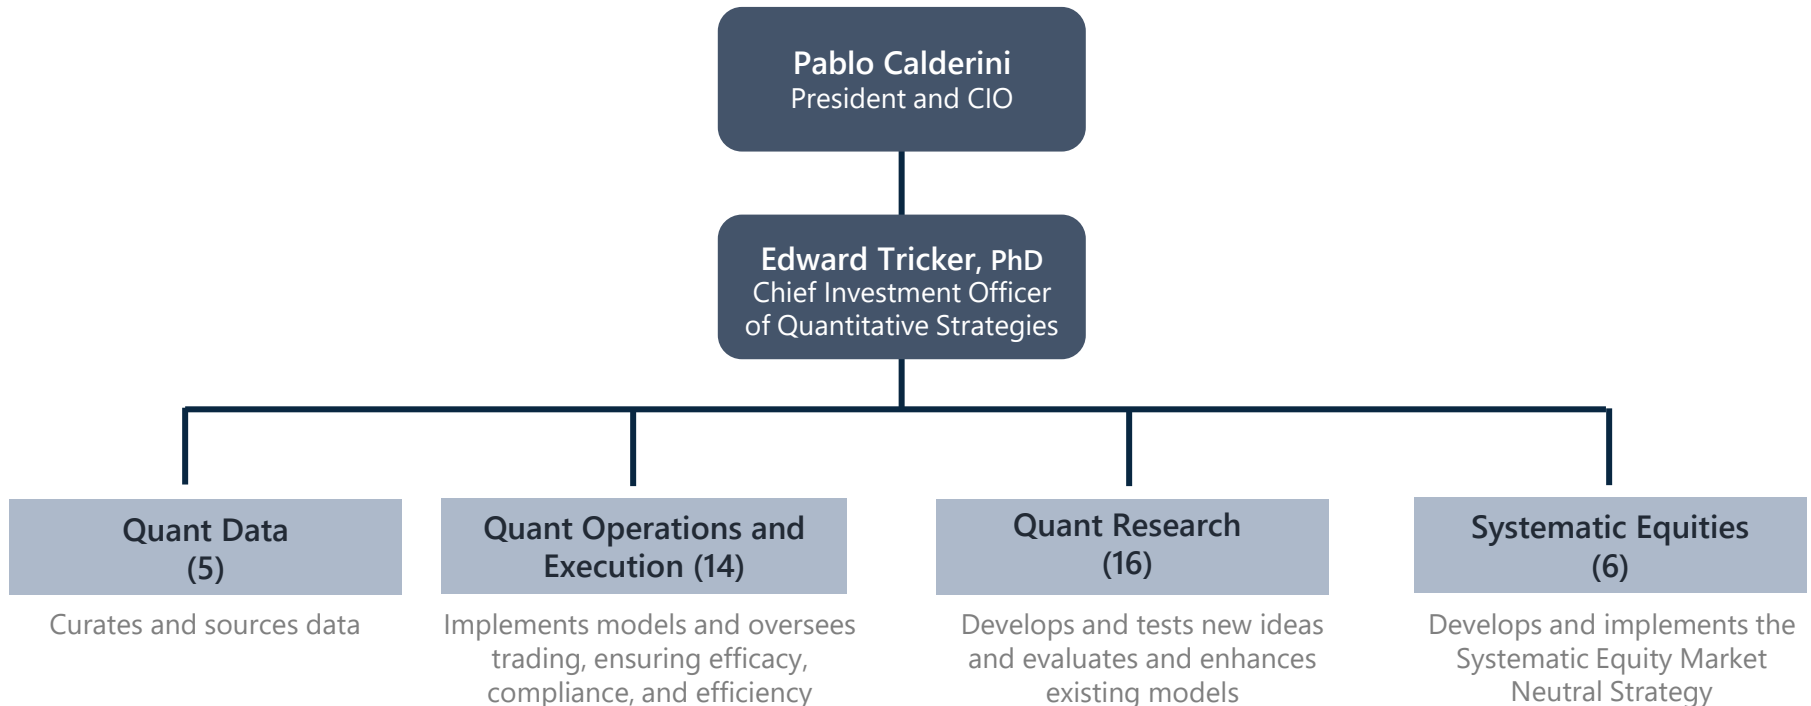 Pablo Calderini
President and CIO
Edward Tricker, PhD
Chief Investment Officer
of Quantitative Strategies
Quant Data
(5)
Curates and sources data
Quant Operations and
Execution (14)
Implements models and oversees
trading, ensuring efficacy,
compliance, and efficiency
Quant Research
(16)
Develops and tests new ideas
and evaluates and enhances
existing models
Systematic Equities
(6)
Develops and implements the
Systematic Equity Market
Neutral Strategy